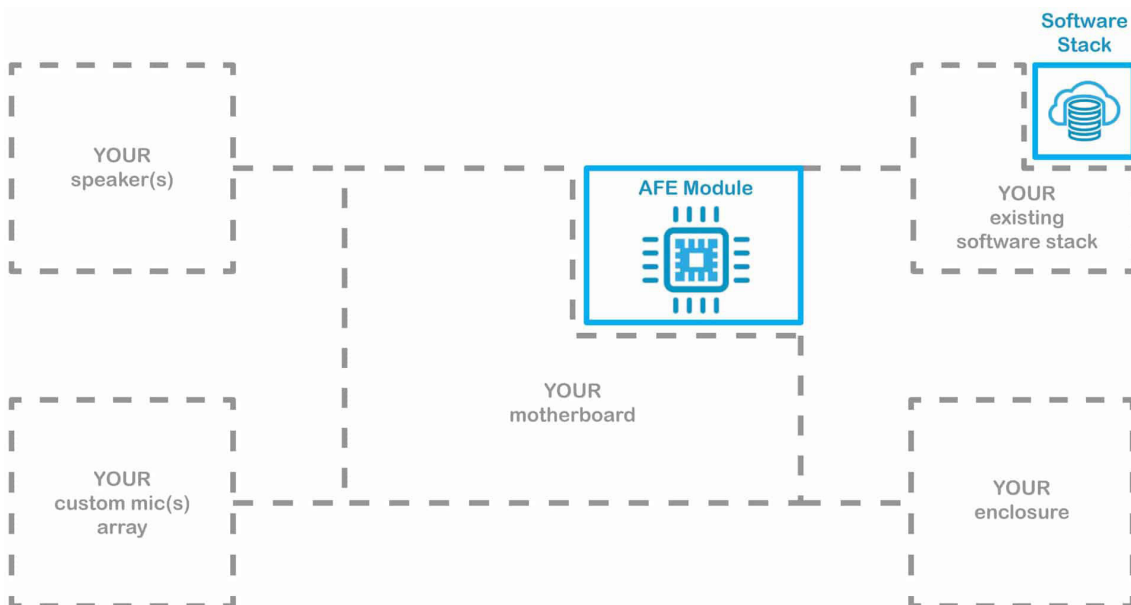 Software
Stack
YOUR
speaker(s)
AFE Module
YOUR
existing
software stack
YOUR
motherboard
YOUR
custom mic(s)
array
YOUR
enclosure